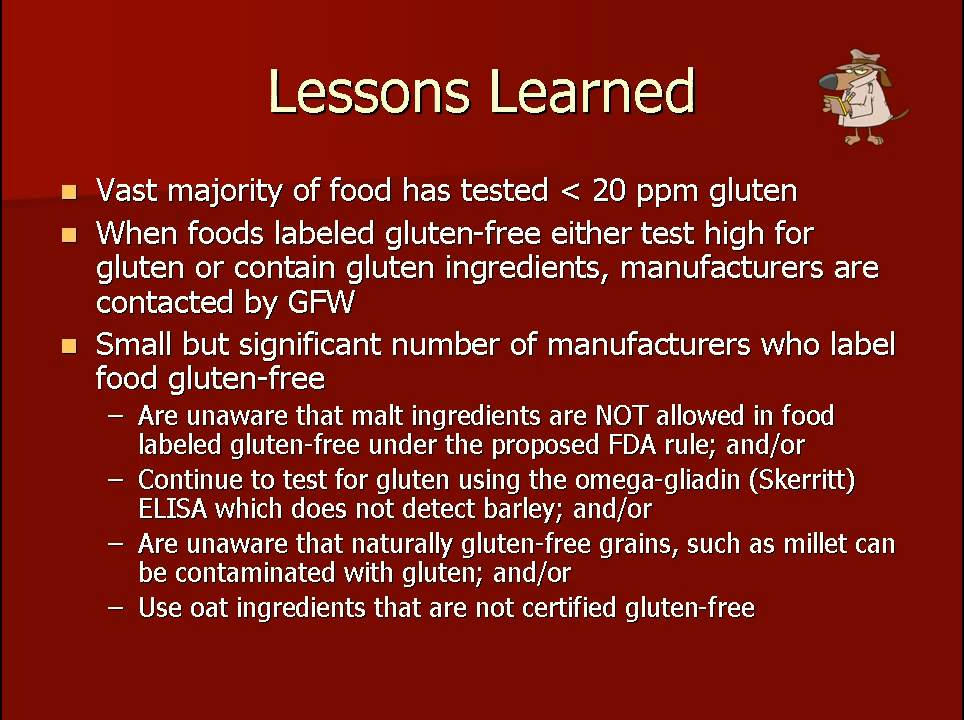 Lessons Learned
Vast majority of food has tested < 20 ppm gluten
When foods labeled gluten-free either test high for
gluten or contain gluten ingredients, manufacturers are
contacted by GFW
Small but significant number of manufacturers who label
food gluten-free
– Are unaware that malt ingredients are NOT allowed in food
labeled gluten-free under the proposed FDA rule; and/or
– Continue to test for gluten using the omega-gliadin (Skerritt)
ELISA which does not detect barley; and/or
– Are unaware that naturally gluten-free grains, such as millet can
be contaminated with gluten; and/or
– Use oat ingredients that are not certified gluten-free